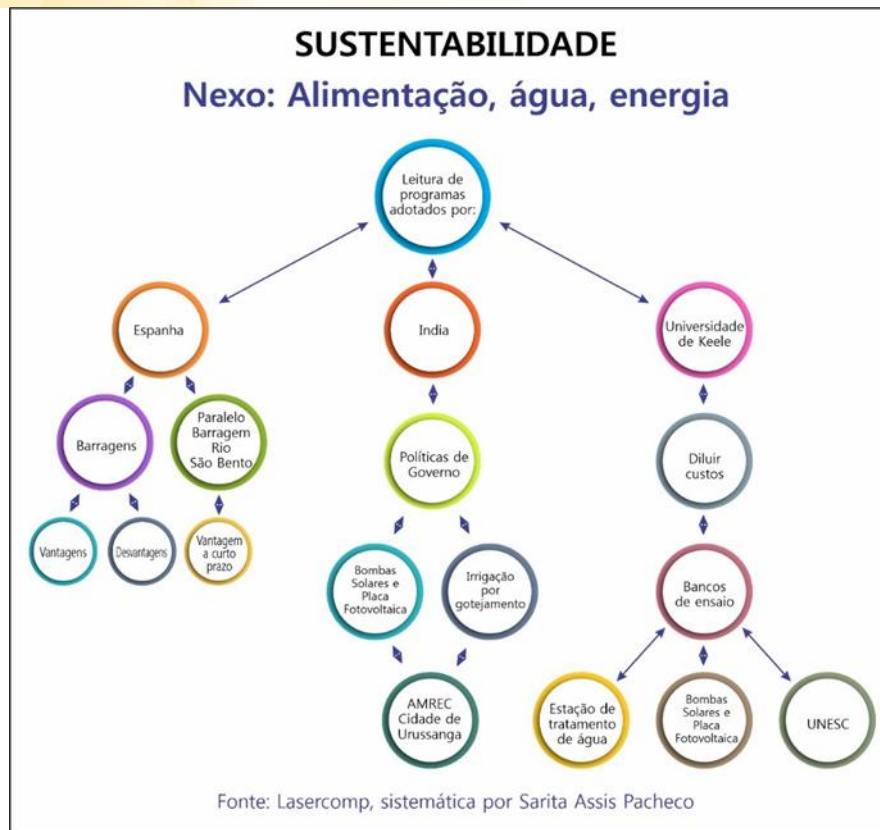 SUSTENTABILIDADE
Nexo: Alimentação, água, energia
Leitura de
programas
adotados por:
Espanha
India
Universidade
de Keele
Barragens
Paralelo
Barragem
Rio
São Bento
Políticas de
Governo
Diluir
custos
Vantagens
Desvantagens
Vantagem
a curto
prazo
Bombas
Solares e
Placa
Fotovoltaica
Irrigação
por
gotejamento
Bancos
de ensaio
AMREC
Cidade de
Urussanga
Estação de
tratamento
de água
Bombas
Solares e
Placa
Fotovoltaica
UNESC
Fonte: Lasercomp, sistemática por Sarita Assis Pacheco